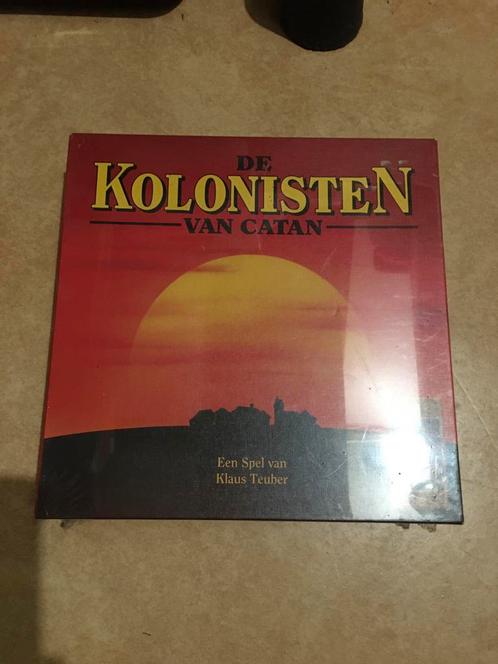 DE
KOLONISTEN
VAN CATAN
Een Spel van
Klaus Teuber